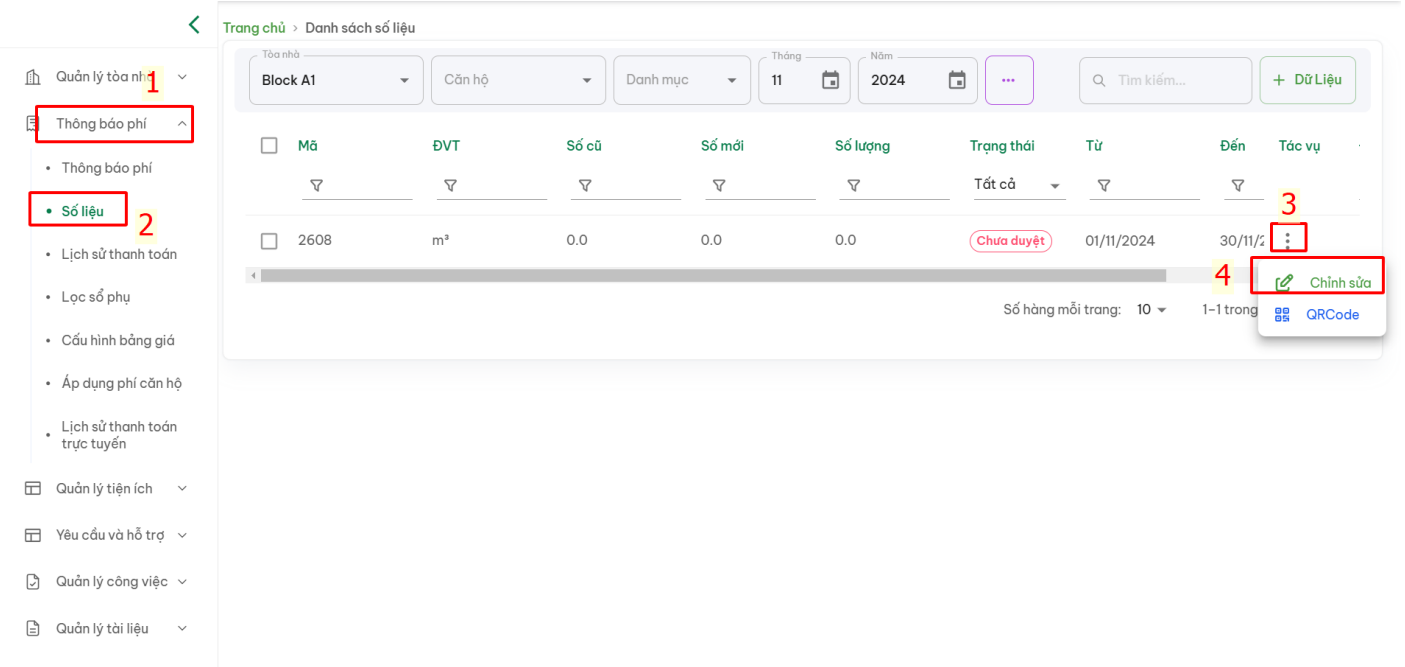 Trang chủ > Danh sách số liệu
Quản lý tòa nh
1
Thông báo phí
Thông báo phí
Số liệu
2
Lịch sử thanh toán
Lọc sổ phụ
Cấu hình bảng giá
Áp dụng phí căn hộ
Lịch sử thanh toán
trực tuyến
Quản lý tiện ích
Yêu cầu và hỗ trợ
Quản lý công việc
Quản lý tài liệu
Tòa nhà
Block A1
Căn hộ
Danh mục
Tháng
11
Năm
2024
...
Tìm kiếm...
+ Dữ Liệu
Mã ĐVT Số cũ Số mới Số lượng Trạng thái Từ Đến Tác vụ
Tất cả
3
2608 m³ 0.0 0.0 0.0 Chưa duyệt 01/11/2024 30/11/2
4
Chỉnh sửa
QRCode
Số hàng mỗi trang: 10 1–1 trong